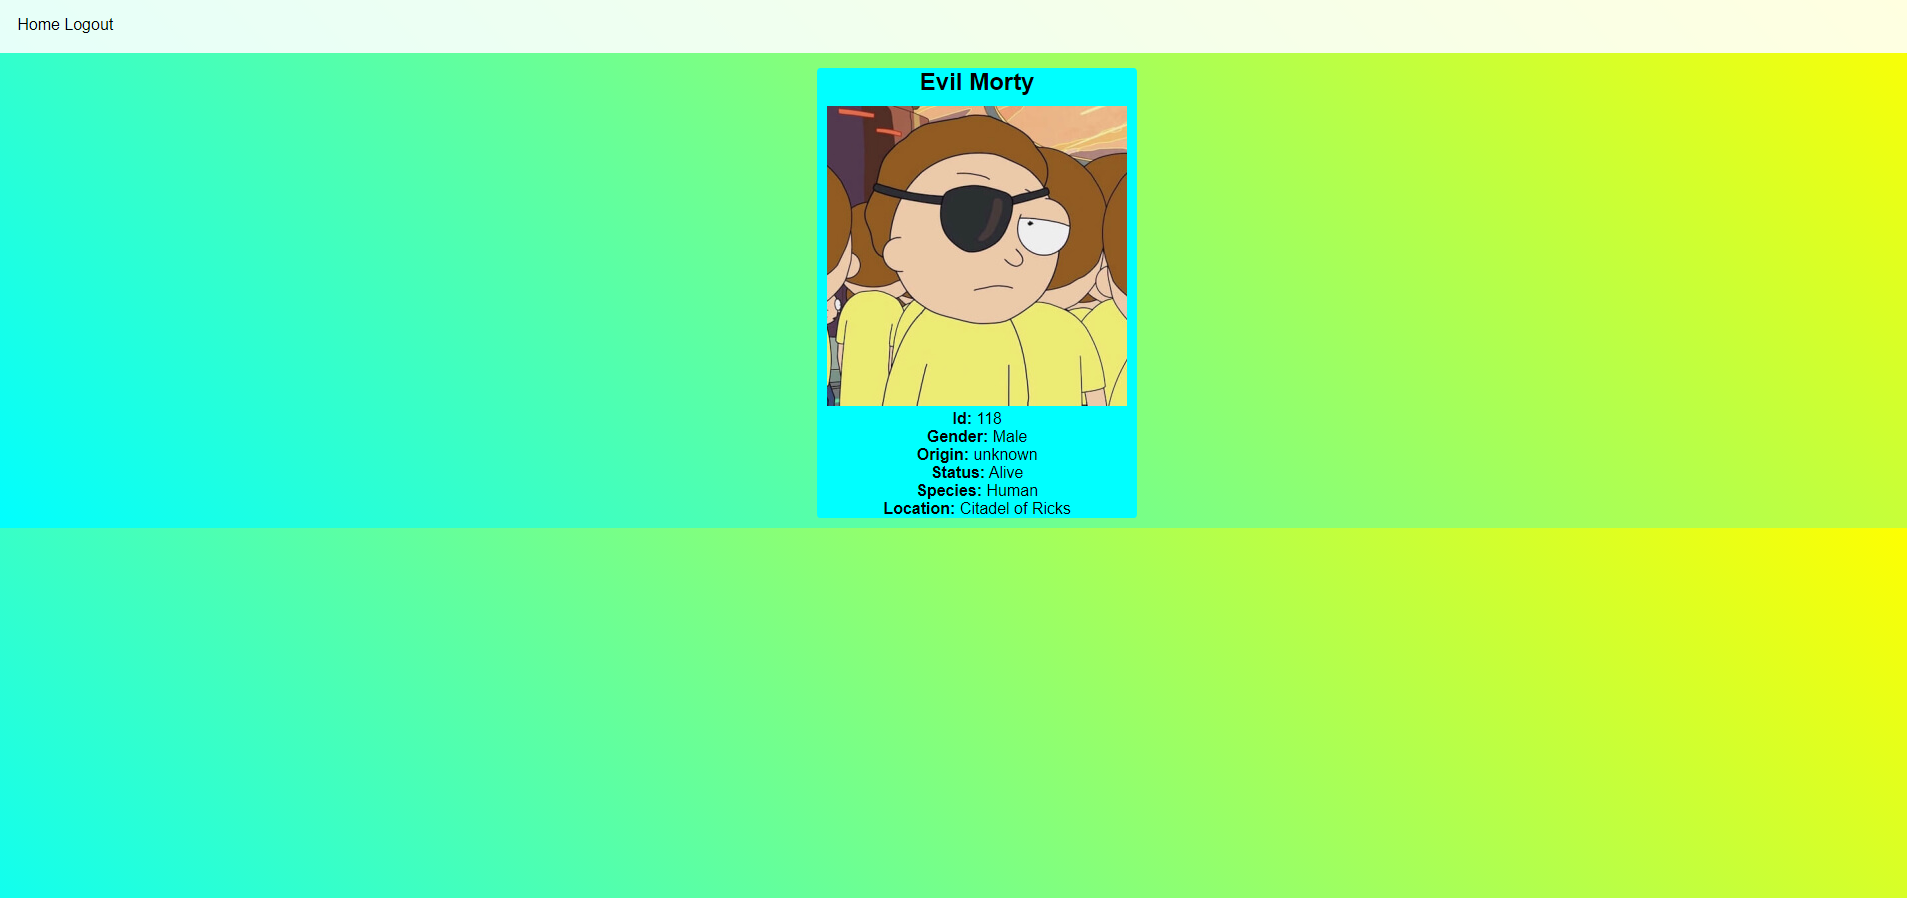 Home Logout
Evil Morty
Id: 118
Gender: Male
Origin: unknown
Status: Alive
Species: Human
Location: Citadel of Ricks